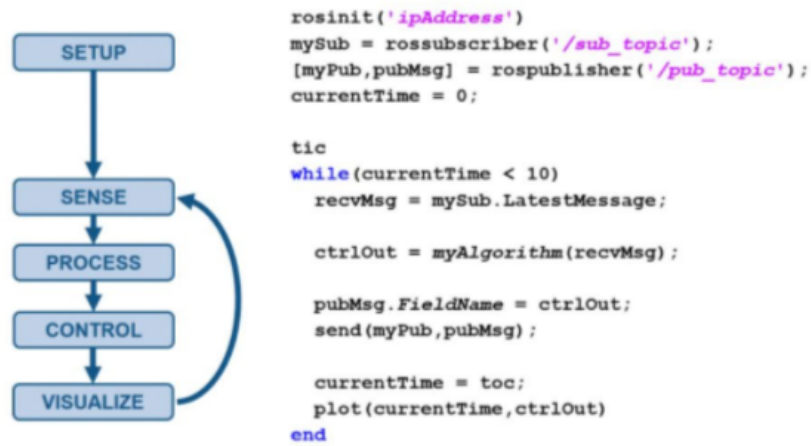 SETUP
SENSE
PROCESS
CONTROL
VISUALIZE
rosinit('ipAddress')
mySub = rossubscriber('/sub_topic');
[myPub,pubMsg] = rospublisher('/pub_topic');
currentTime = 0;
tic
while(currentTime < 10)
recvMsg = mySub.LatestMessage;
ctrlOut = myAlgorithm(recvMsg);
pubMsg.FieldName = ctrlOut;
send(myPub,pubMsg);
currentTime = toc;
plot(currentTime,ctrlOut)
end